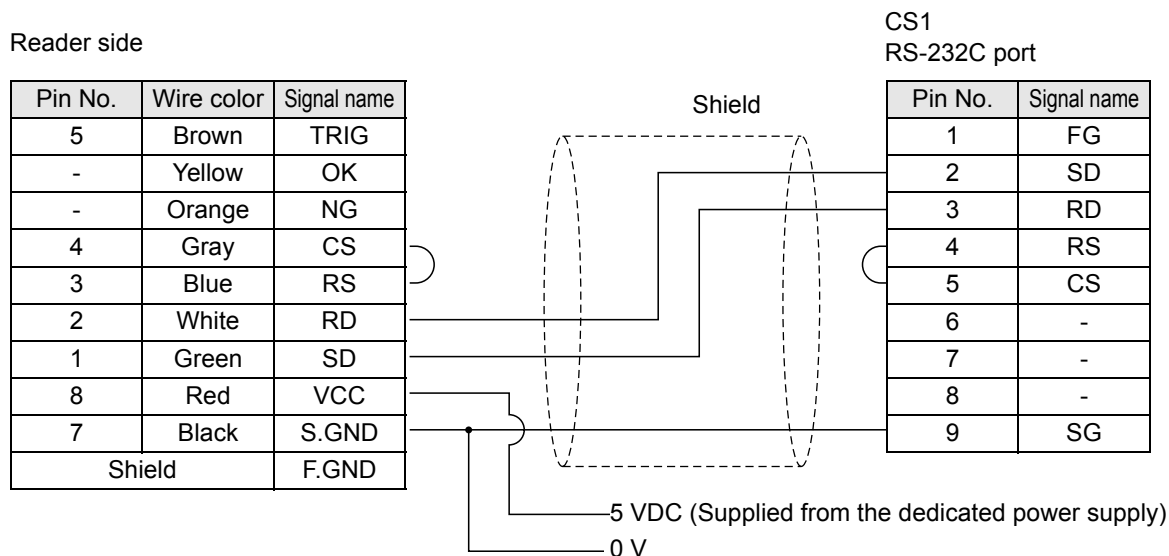 Reader side
Pin No. Wire color Signal name
5 Brown TRIG
- Yellow OK
- Orange NG
4 Gray CS
3 Blue RS
2 White RD
1 Green SD
8 Red VCC
7 Black S.GND
Shield F.GND
Shield
CS1
RS-232C port
Pin No. Signal name
1 FG
2 SD
3 RD
4 RS
5 CS
6 -
7 -
8 -
9 SG
5 VDC (Supplied from the dedicated power supply)
0 V